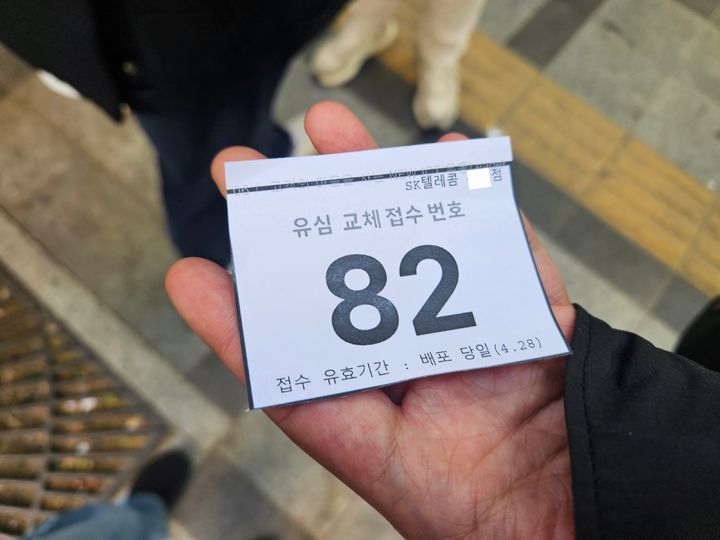 SK텔레콤 점
유심 교체 접수 번호
82
접수 유효기간 : 배포 당일(4.28)